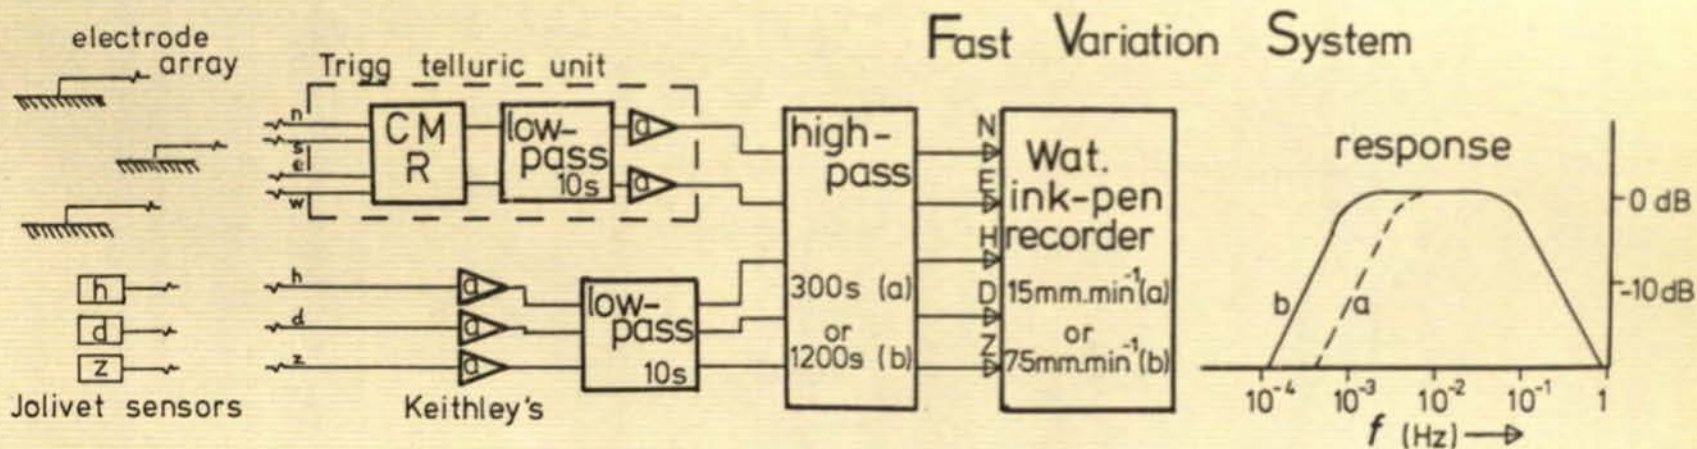 Fast Variation System
electrode
array
Trigg telluric unit
n
s
e
w
CM
R
low-
pass
10s
a
a
high-
pass
300s (a)
or
1200s (b)
N
E
H
D
Z
Wat.
ink-pen
recorder
15mm.min⁻¹(a)
or
75mm.min⁻¹(b)
h
d
z
Jolivet sensors
h
d
z
a
a
a
Keithley's
low-
pass
10s
response
0 dB
-10dB
b
a
10⁻⁴ 10⁻³ 10⁻² 10⁻¹ 1
f (Hz)